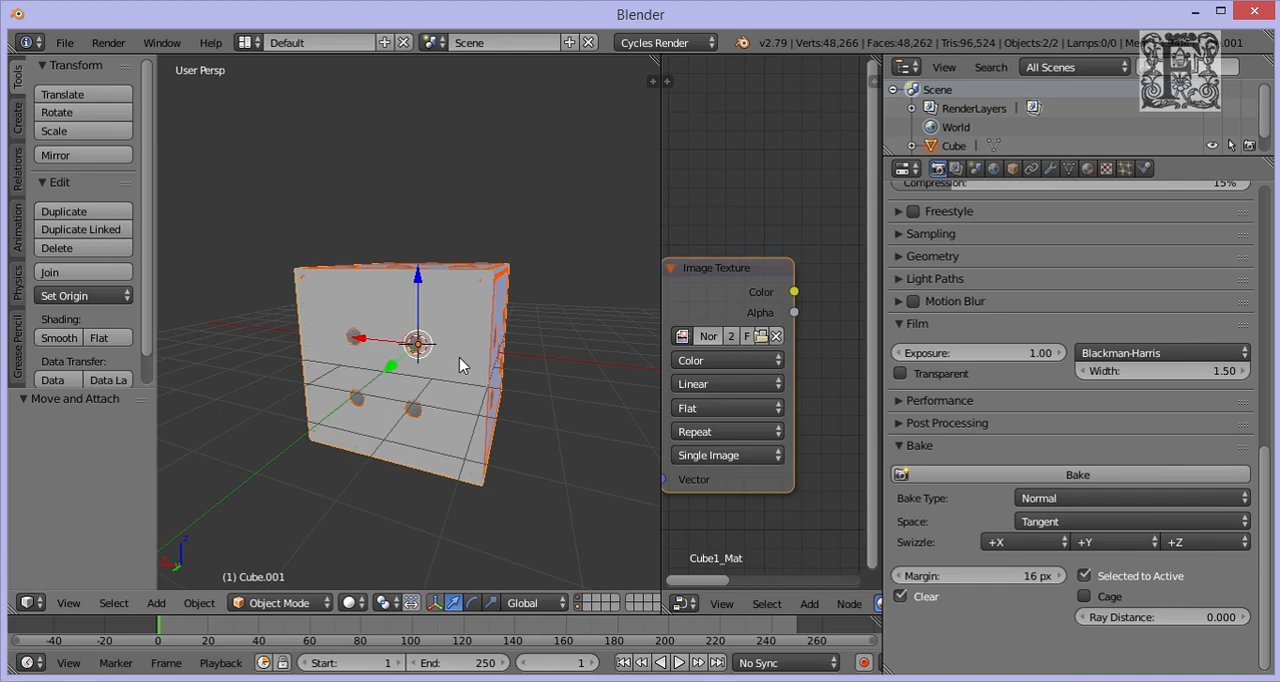 Blender
File Render Window Help Default Scene Cycles Render v2.79 | Verts:48,266 | Faces:48,262 | Tris:96,524 | Objects:2/2 | Lamps:0/0 | .001
Transform
Translate
Rotate
Scale
Mirror
Edit
Duplicate
Duplicate Linked
Delete
Join
Set Origin
Shading:
Smooth Flat
Data Transfer:
Data Data La
Move and Attach
Tools
Create
Relations
Animation
Physics
Grease Pencil
User Persp
(1) Cube.001
View Select Add Object Object Mode Global
Image Texture
Color
Alpha
Nor 2 F
Color
Linear
Flat
Repeat
Single Image
Vector
Cube1_Mat
View Select Add Node
View Search All Scenes
Scene
RenderLayers
World
Cube
Compression: 15%
Freestyle
Sampling
Geometry
Light Paths
Motion Blur
Film
Exposure: 1.00 Blackman-Harris
Transparent Width: 1.50
Performance
Post Processing
Bake
Bake
Bake Type: Normal
Space: Tangent
Swizzle: +X +Y +Z
Margin: 16 px Selected to Active
Clear Cage
Ray Distance: 0.000
-40 -20 0 20 40 60 80 100 120 140 160 180 200 220 240 260
View Marker Frame Playback Start: 1 End: 250 1 No Sync